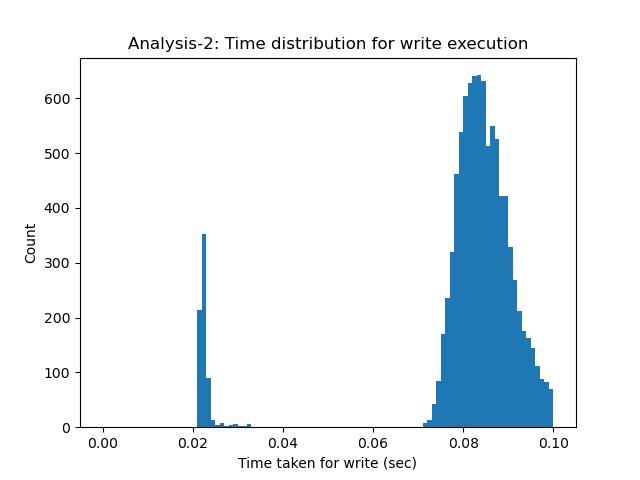 Analysis-2: Time distribution for write execution
Count
600
500
400
300
200
100
0
0.00 0.02 0.04 0.06 0.08 0.10
Time taken for write (sec)